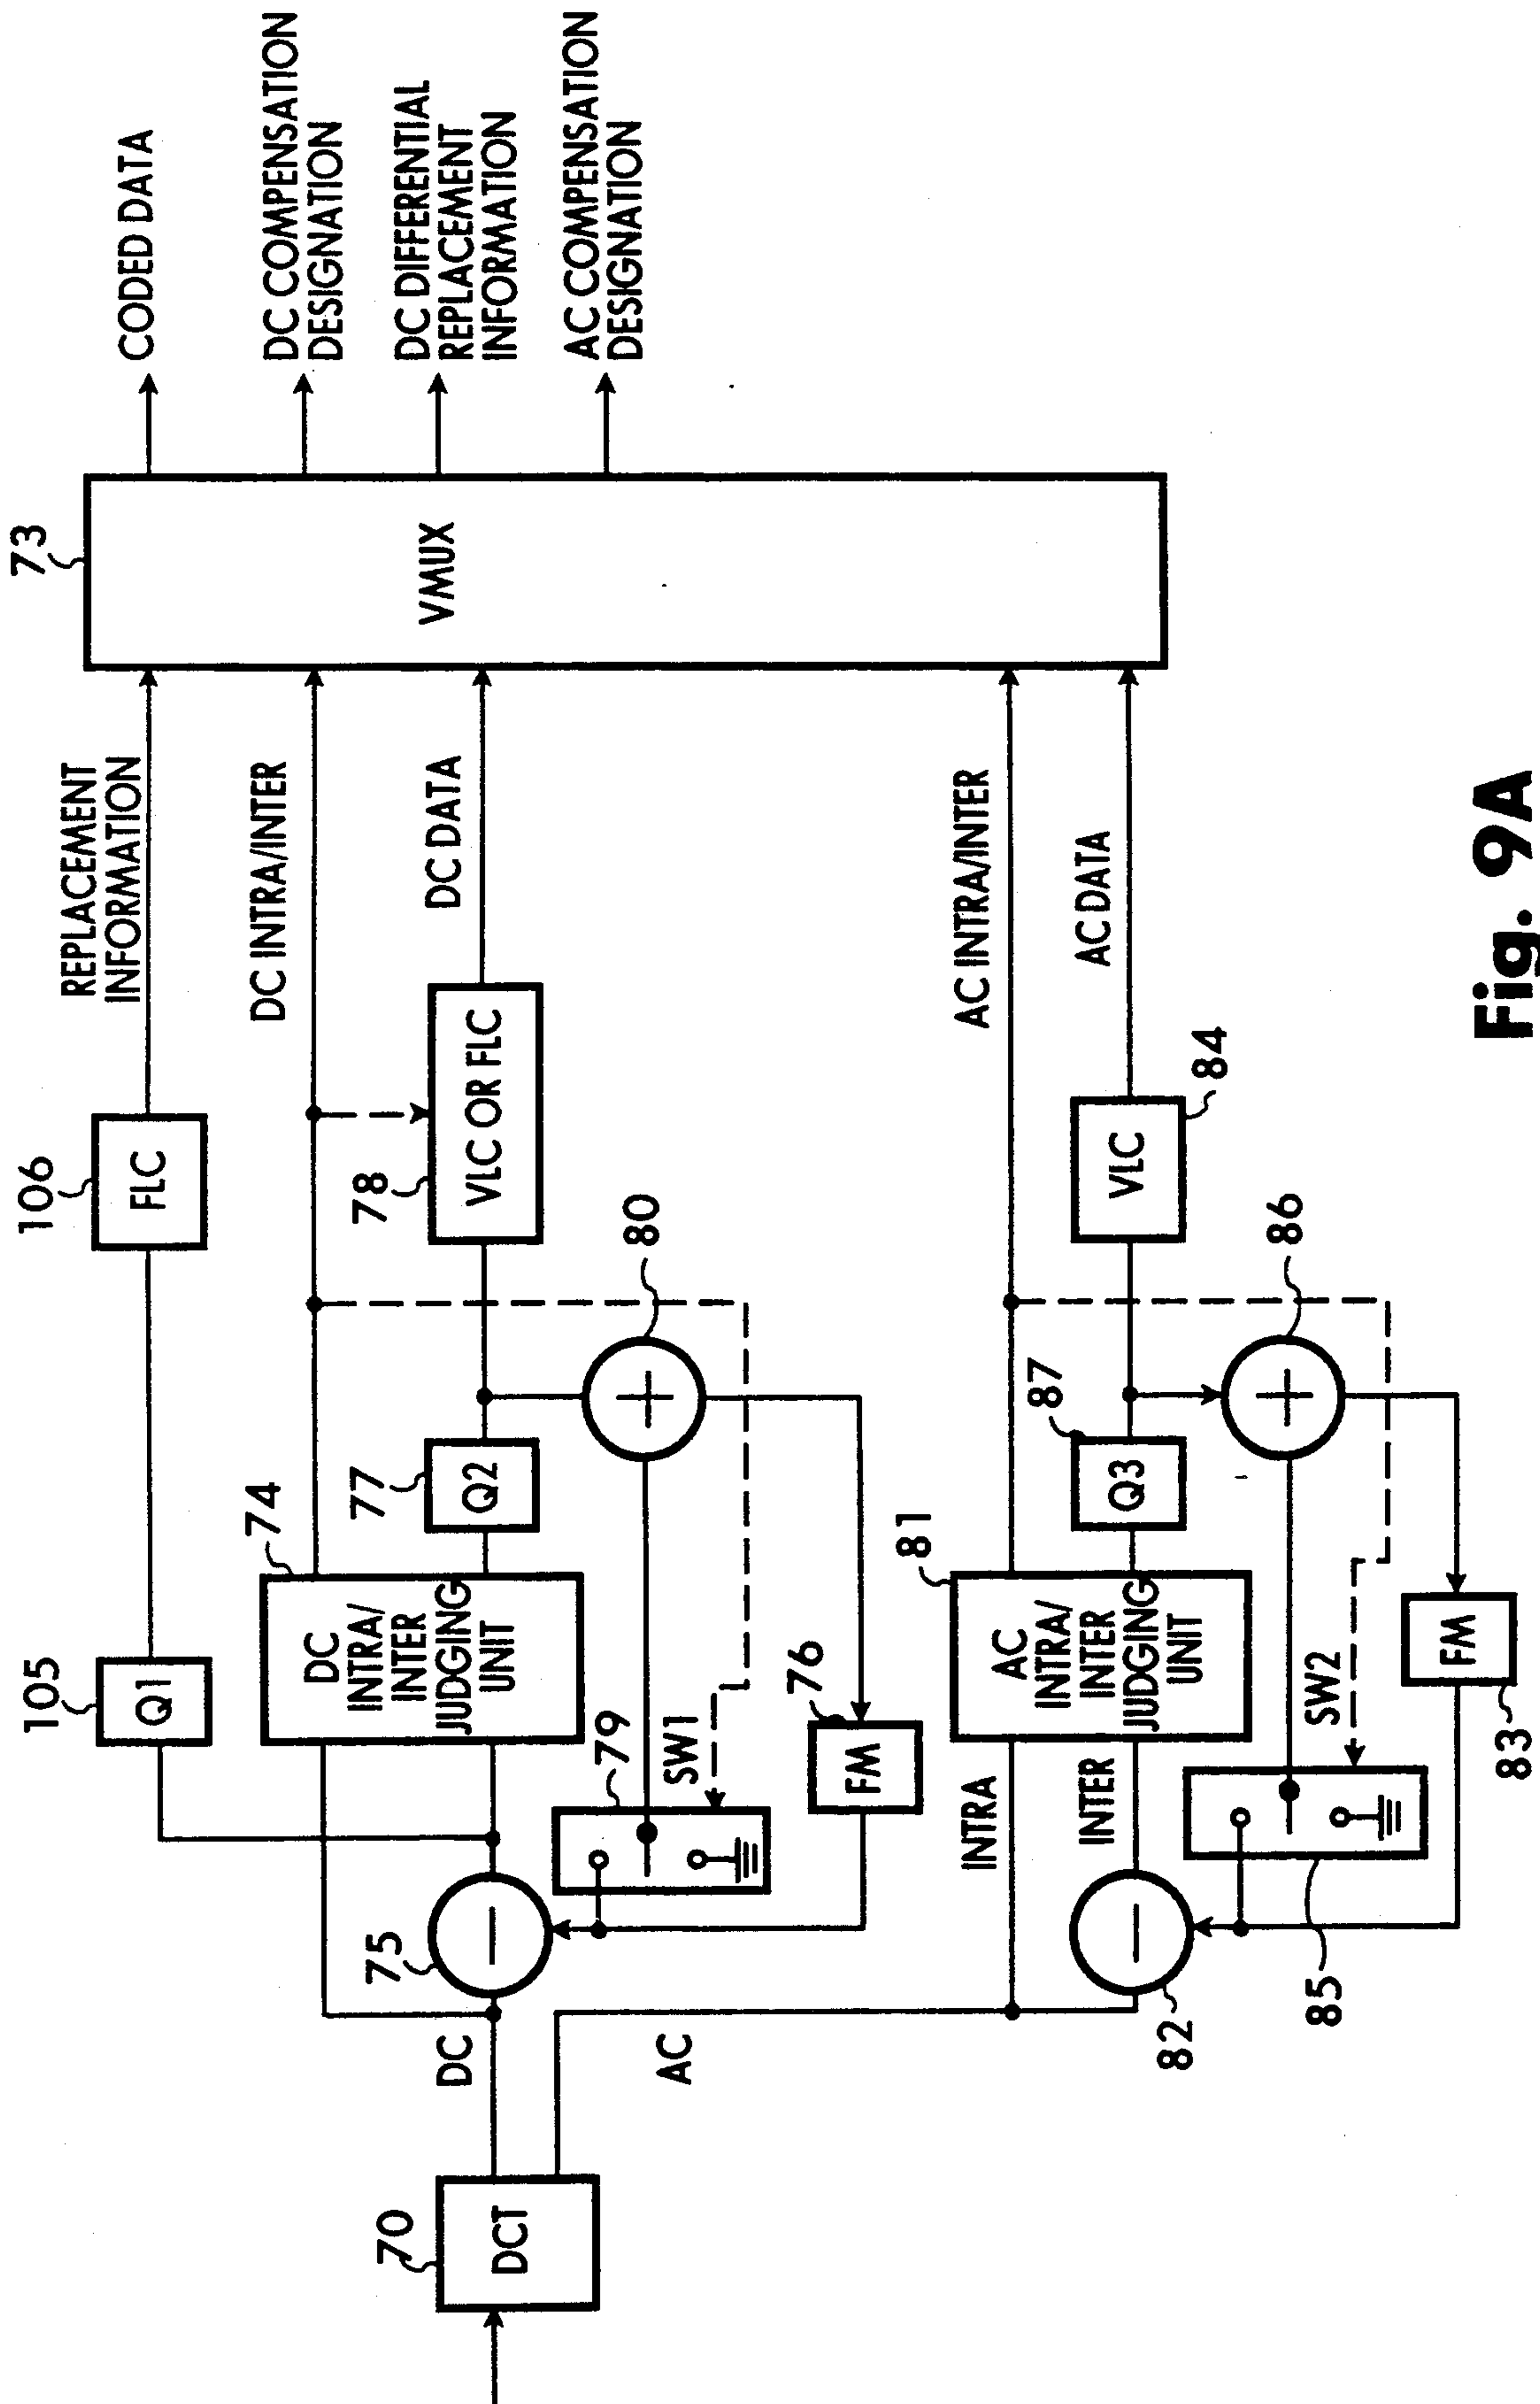 105
Q1
106
FLC
REPLACEMENT
INFORMATION
73
VMUX
CODED DATA
DC COMPENSATION
DESIGNATION
DC DIFFERENTIAL
REPLACEMENT
INFORMATION
AC COMPENSATION
DESIGNATION
70
DCT
DC
AC
75
74
DC
INTRA/
INTER
JUDGING
UNIT
DC INTRA/INTER
77
Q2
78
VLC OR FLC
DC DATA
79
SW1
80
76
FM
INTRA
INTER
82
81
AC
INTRA/
INTER
JUDGING
UNIT
AC INTRA/INTER
87
Q3
84
VLC
AC DATA
85
SW2
86
83
FM
Fig. 9A